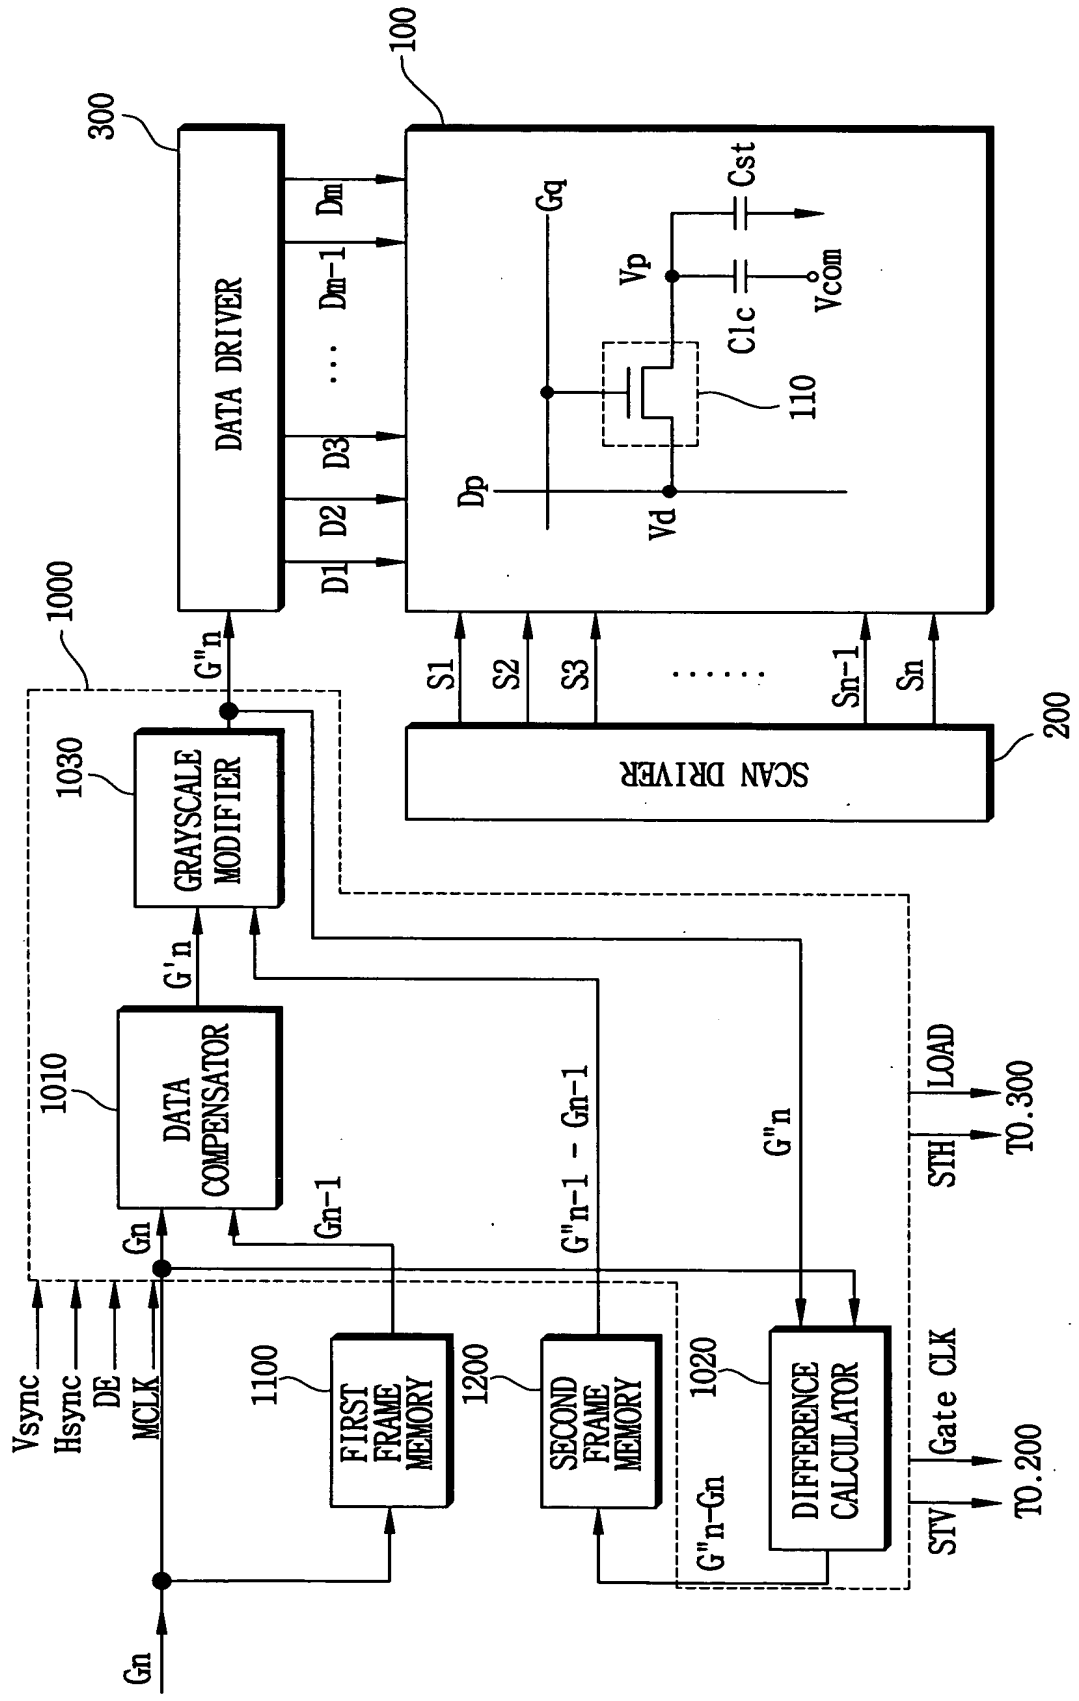 Vsync
Hsync
DE
MCLK
Gn
Gn
1010
DATA
COMPENSATOR
G'n
1030
GRAYSCALE
MODIFIER
1000
G"n
300
DATA DRIVER
1100
FIRST
FRAME
MEMORY
Gn-1
1200
SECOND
FRAME
MEMORY
G"n-1 - Gn-1
G"n-Gn
1020
DIFFERENCE
CALCULATOR
G"n
D1
D2
D3
...
Dm-1
Dm
100
S1
S2
S3
......
Sn-1
Sn
SCAN DRIVER
200
Dp
Gq
Vd
110
Vp
Clc
Cst
Vcom
STV
Gate CLK
TO.200
STH
LOAD
TO.300